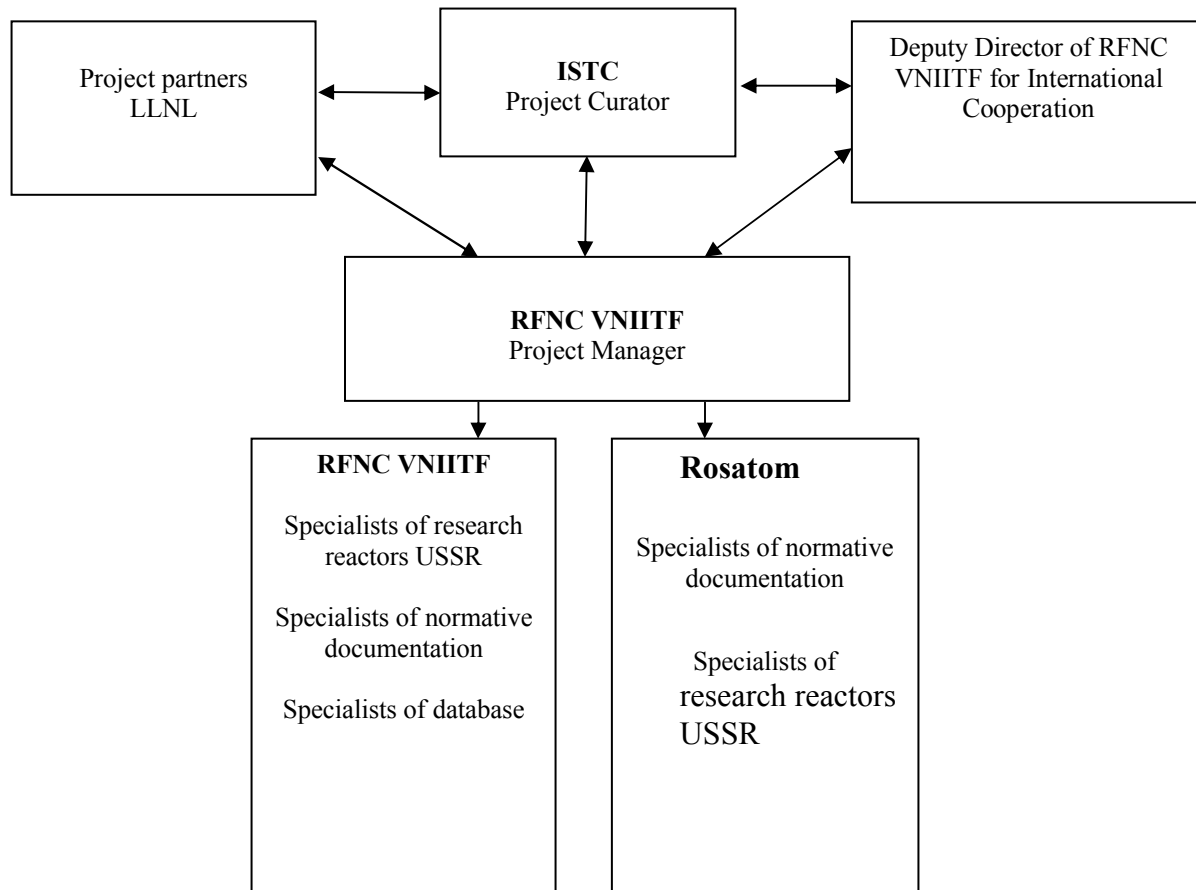 Project partners
LLNL
ISTC
Project Curator
Deputy Director of RFNC
VNIITF for International
Cooperation
RFNC VNIITF
Project Manager
RFNC VNIITF
Specialists of research
reactors USSR
Specialists of normative
documentation
Specialists of database
Rosatom
Specialists of normative
documentation
Specialists of
research reactors
USSR